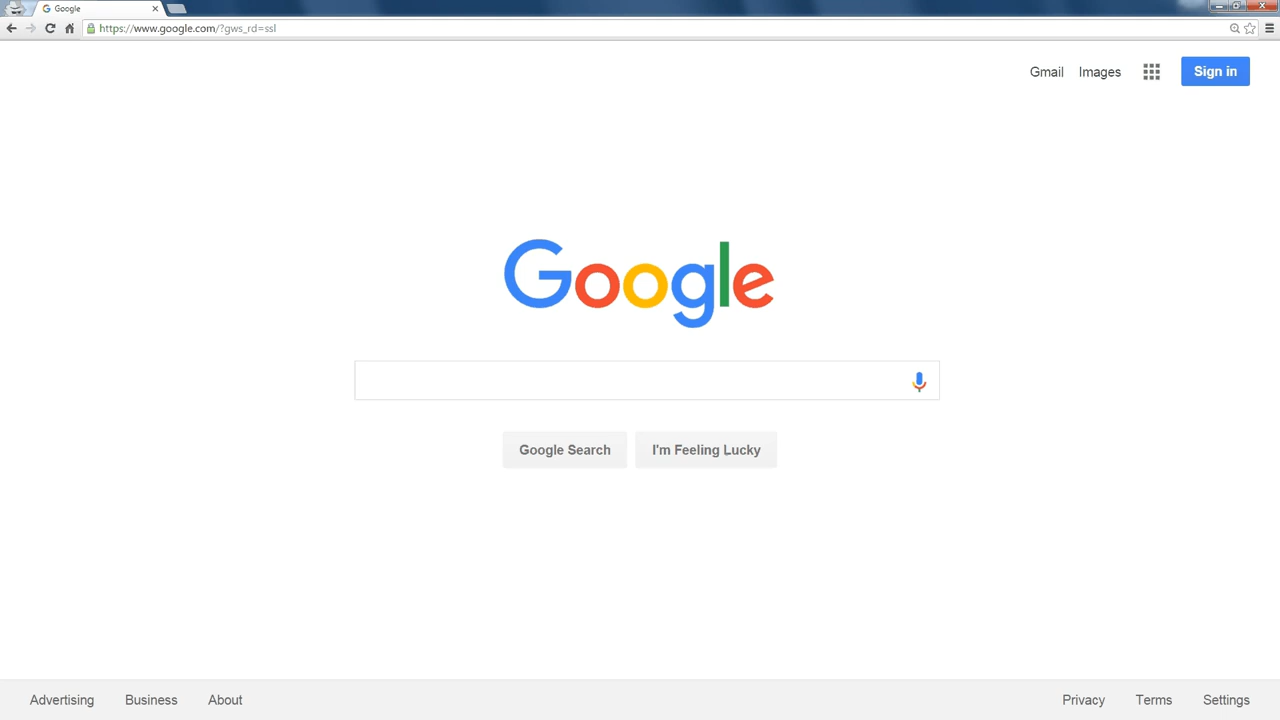 Google
https://www.google.com/?gws_rd=ssl
Gmail Images Sign in
Google
Google Search I'm Feeling Lucky
Advertising Business About Privacy Terms Settings